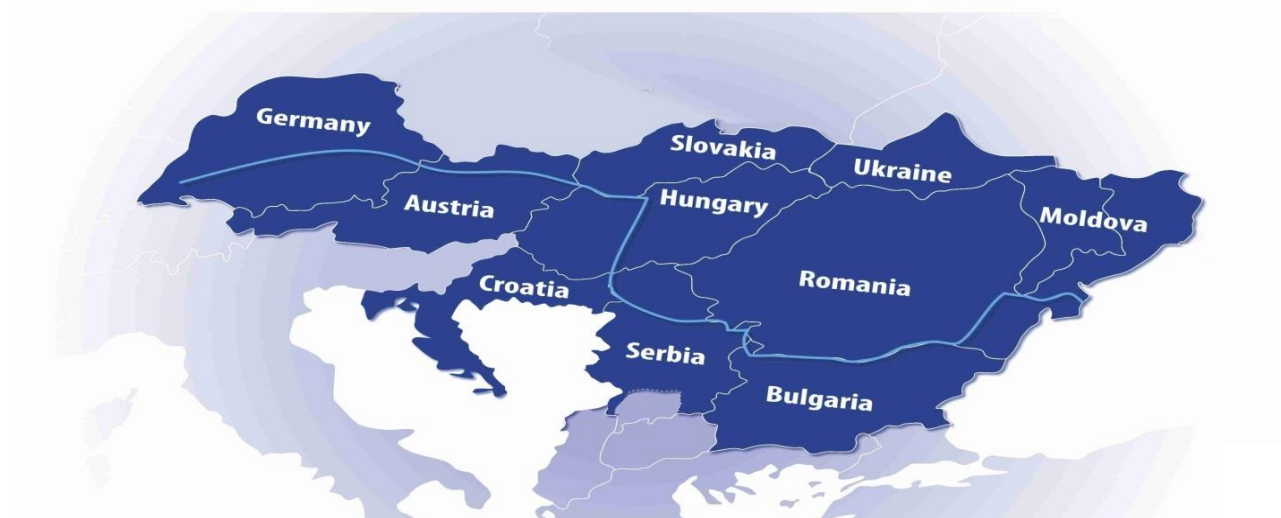 Germany
Slovakia
Ukraine
Austria
Hungary
Moldova
Croatia
Romania
Serbia
Bulgaria